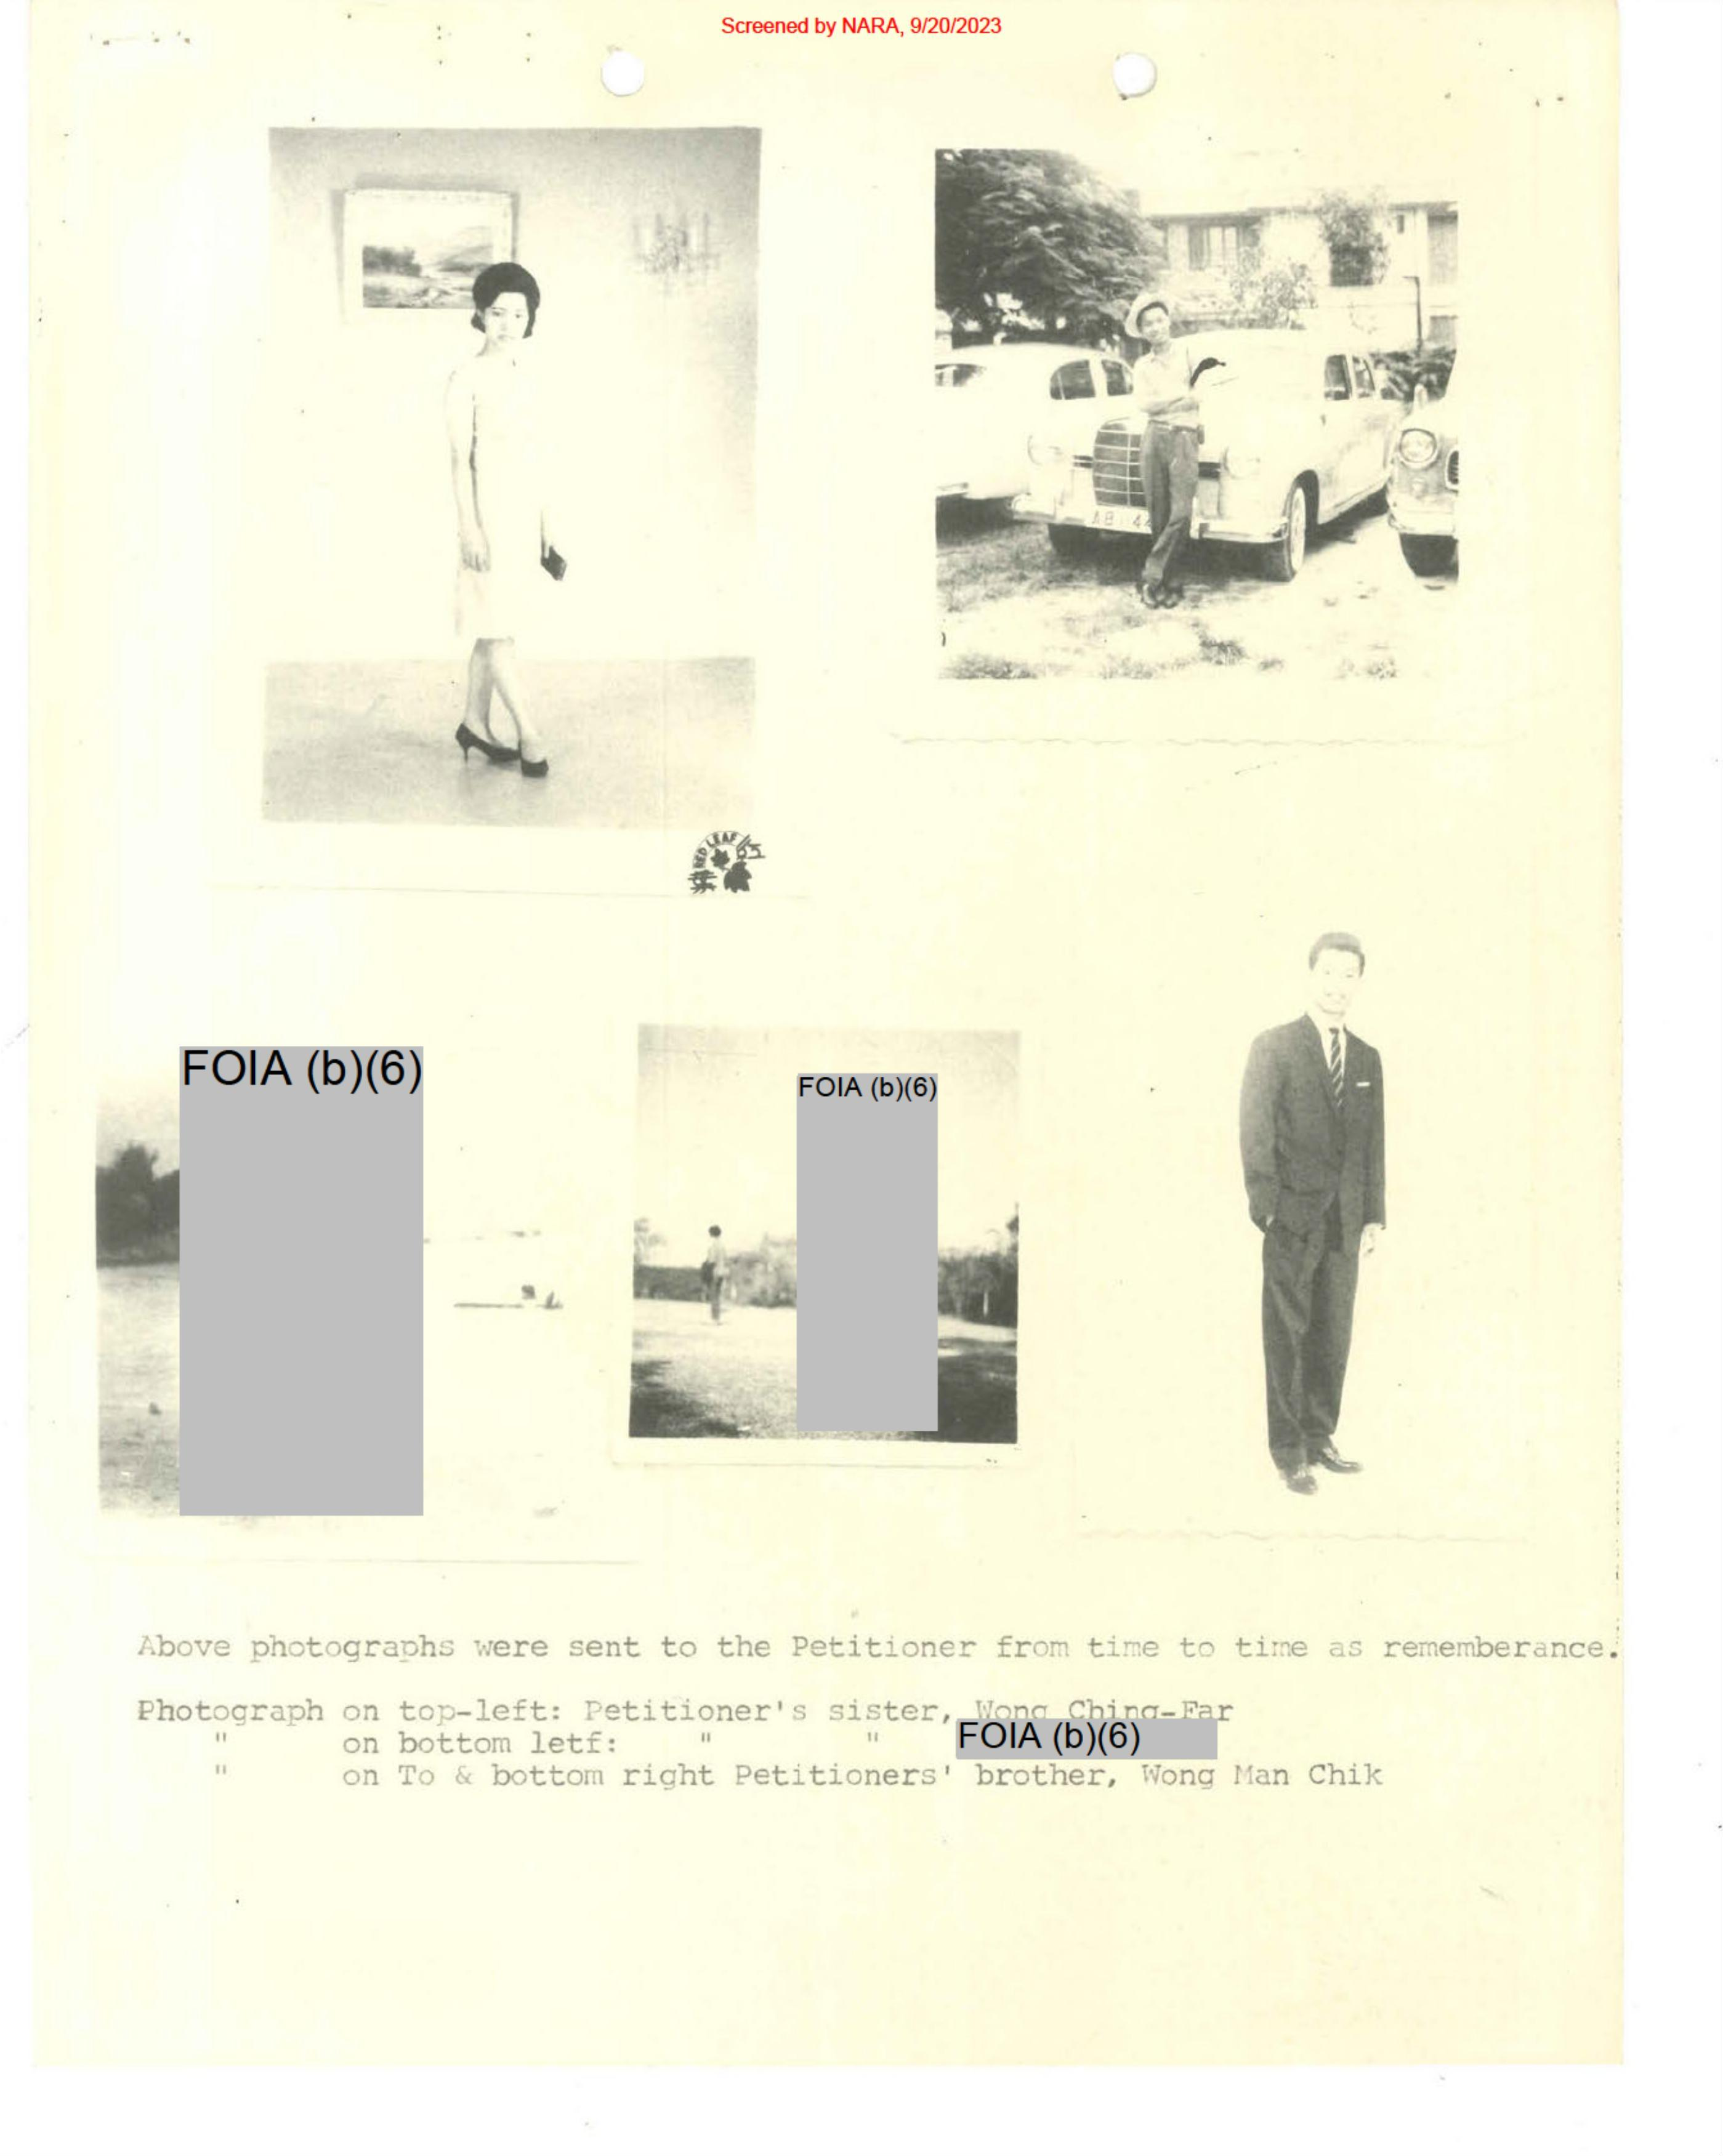 Screened by NARA, 9/20/2023
AB·4
RED LEAF 65
FOIA (b)(6)
FOIA (b)(6)
Above photographs were sent to the Petitioner from time to time as rememberance.
Photograph on top-left: Petitioner's sister, Wong Ching-Far
" on bottom letf: " " FOIA (b)(6)
" on To & bottom right Petitioners' brother, Wong Man Chik